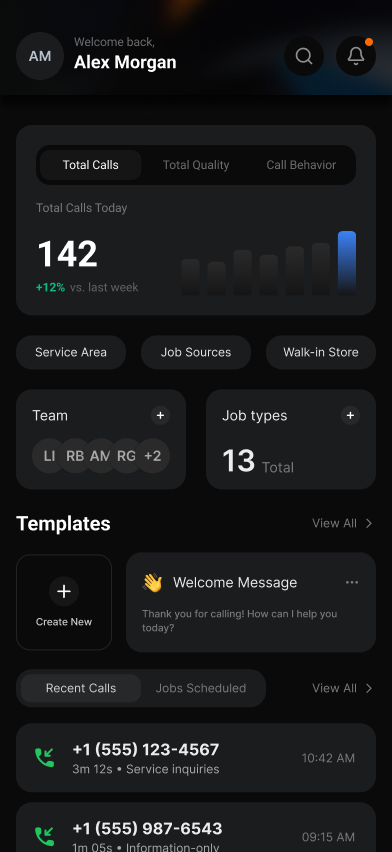 AM
Welcome back,
Alex Morgan
Total Calls Total Quality Call Behavior
Total Calls Today
142
+12% vs. last week
Service Area Job Sources Walk-in Store
Team +
LI RB AM RG +2
Job types +
13 Total
Templates View All
Create New
👋 Welcome Message ...
Thank you for calling! How can I help you
today?
Recent Calls Jobs Scheduled View All
+1 (555) 123-4567
3m 12s • Service inquiries
10:42 AM
+1 (555) 987-6543
1m 05s • Information-only
09:15 AM